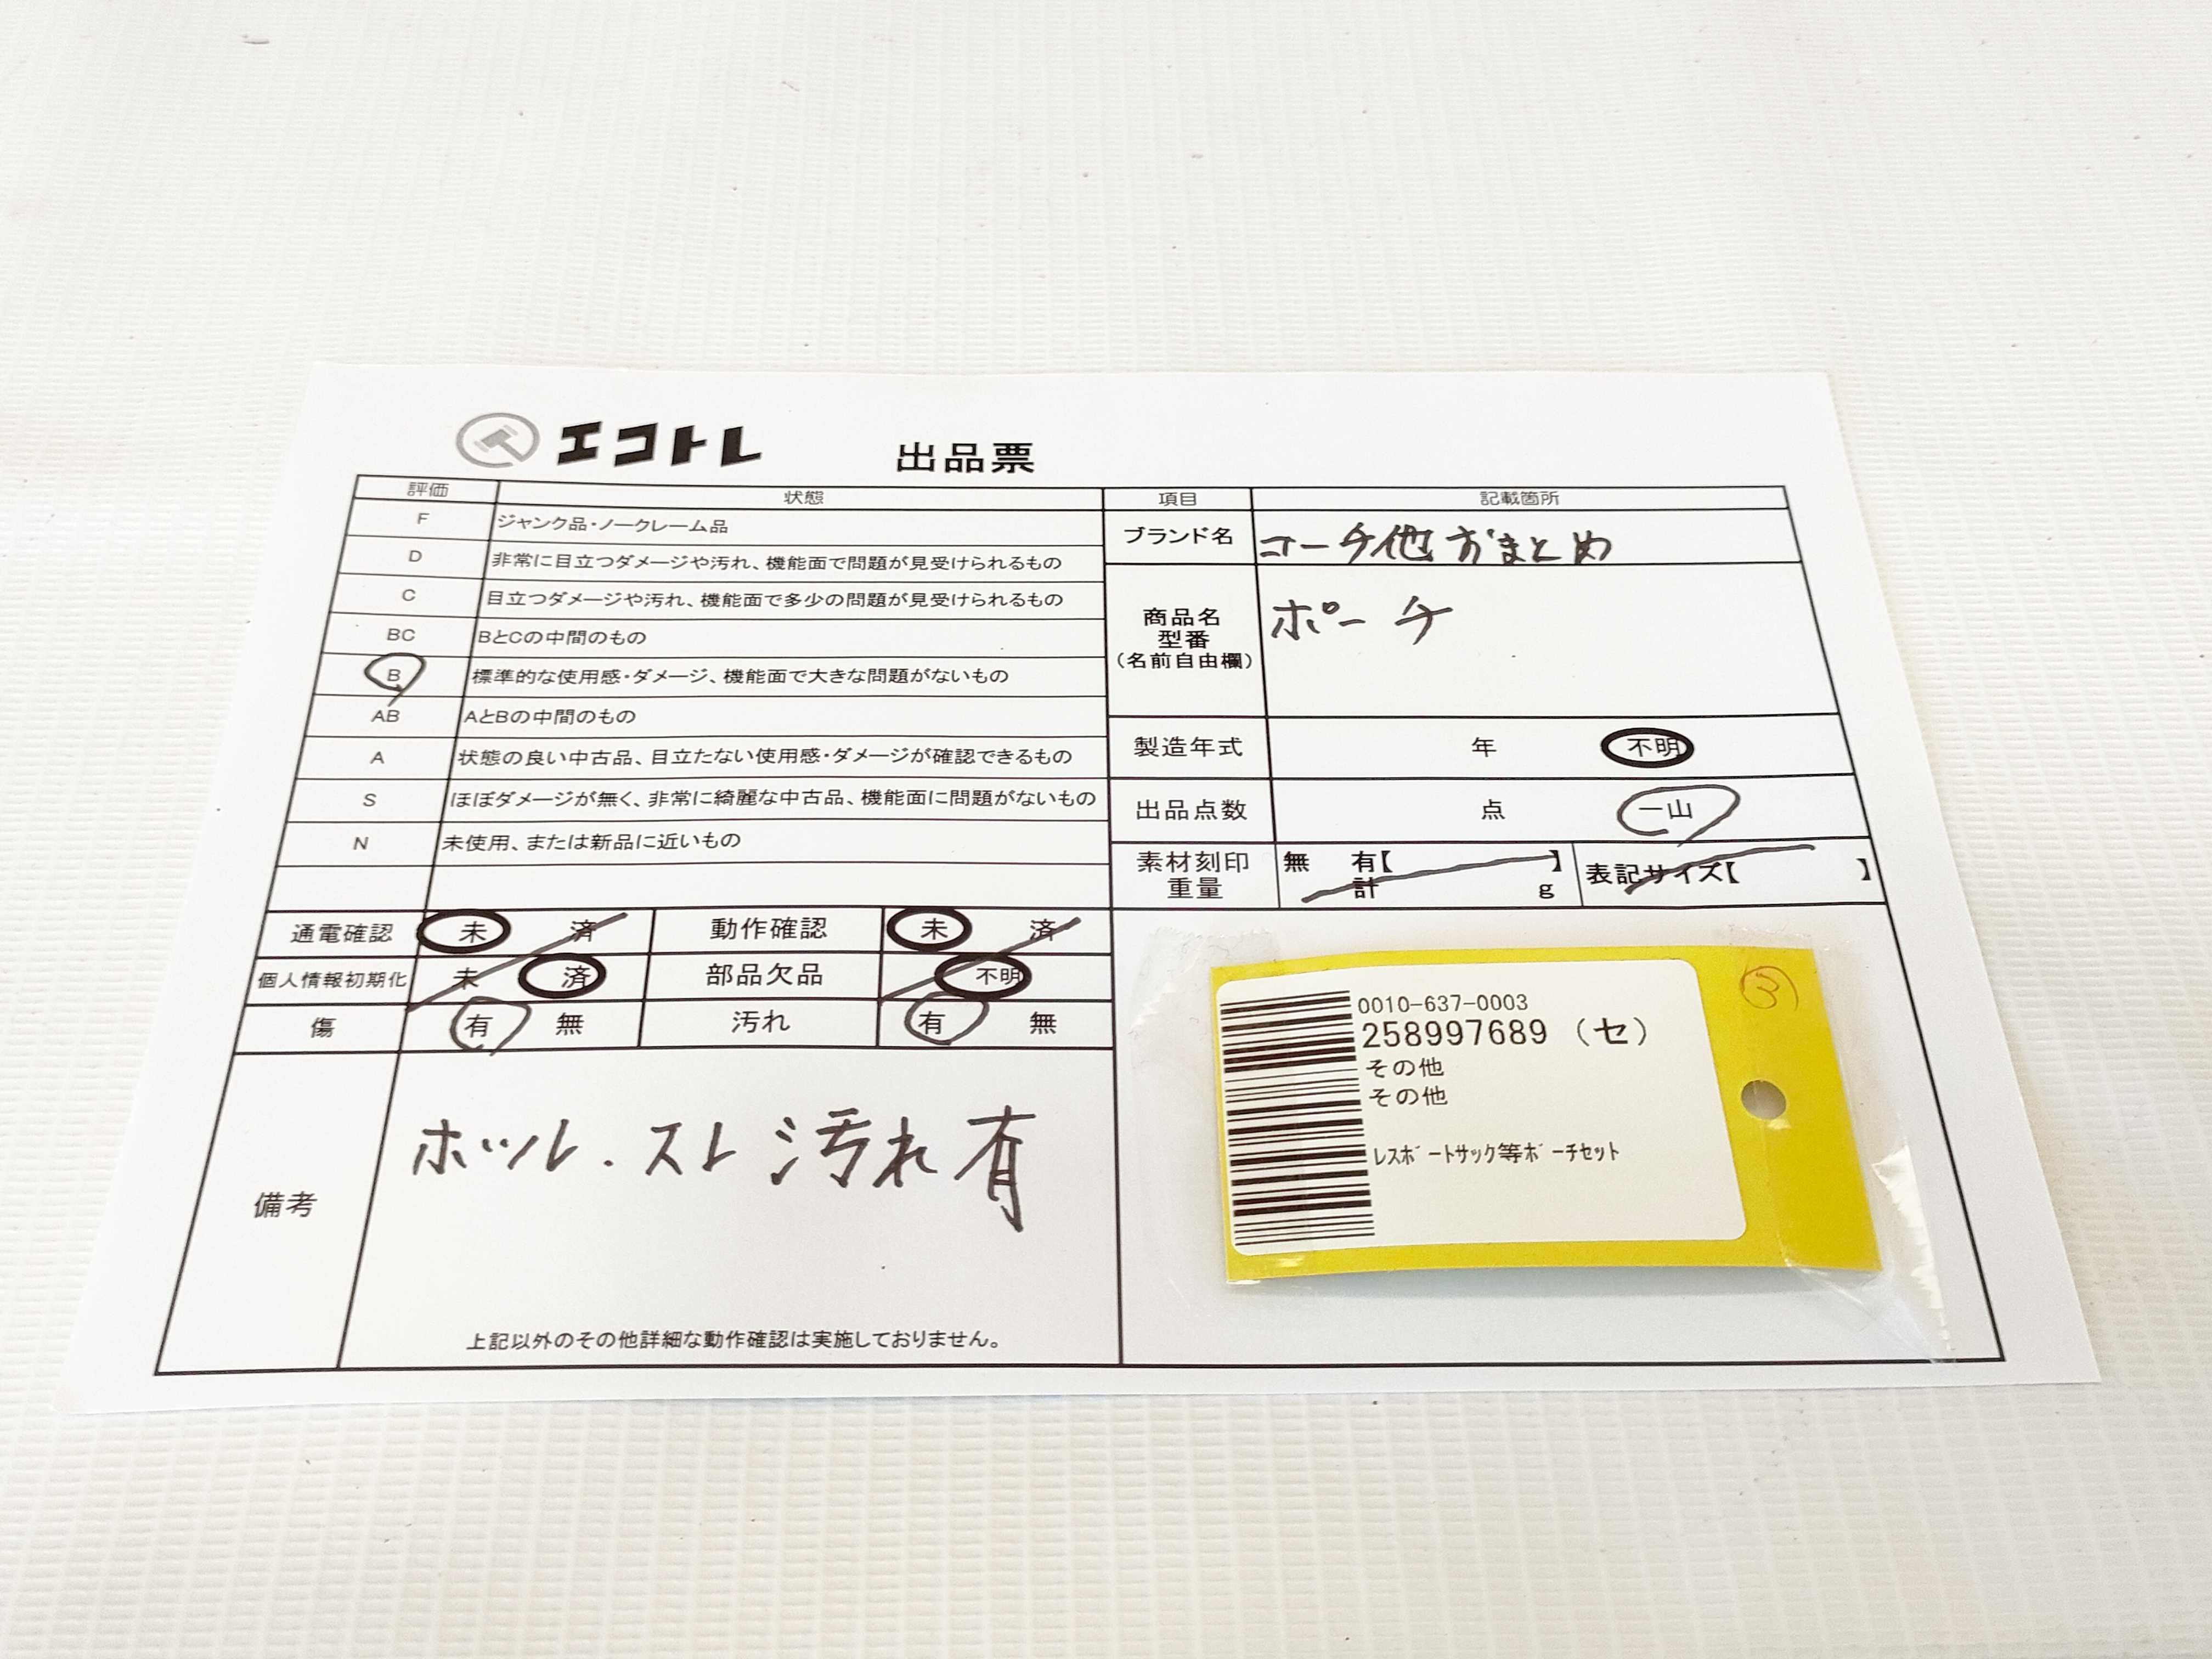 エコトレ 出品票
評価 状態
F ジャンク品・ノークレーム品
D 非常に目立つダメージや汚れ、機能面で問題が見受けられるもの
C 目立つダメージや汚れ、機能面で多少の問題が見受けられるもの
BC BとCの中間のもの
B 標準的な使用感・ダメージ、機能面で大きな問題がないもの
AB AとBの中間のもの
A 状態の良い中古品、目立たない使用感・ダメージが確認できるもの
S ほぼダメージが無く、非常に綺麗な中古品、機能面に問題がないもの
N 未使用、または新品に近いもの
通電確認 未 済 動作確認 未 済
個人情報初期化 未 済 部品欠品 不明
傷 有 無 汚れ 有 無
備考
ホツレ・スレ 汚れ 有
上記以外のその他詳細な動作確認は実施しておりません。
項目 記載箇所
ブランド名 コーチ他 おまとめ
商品名
型番
(名前自由欄)
ポーチ
製造年式 年 不明
出品点数 点 一山
素材刻印 無 有【 】 表記サイズ【 】
重量 計 g
③
0010-637-0003
258997689 (セ)
その他
その他
ﾚｽﾎﾟｰﾄｻｯｸ等ﾎﾟｰﾁｾｯﾄ